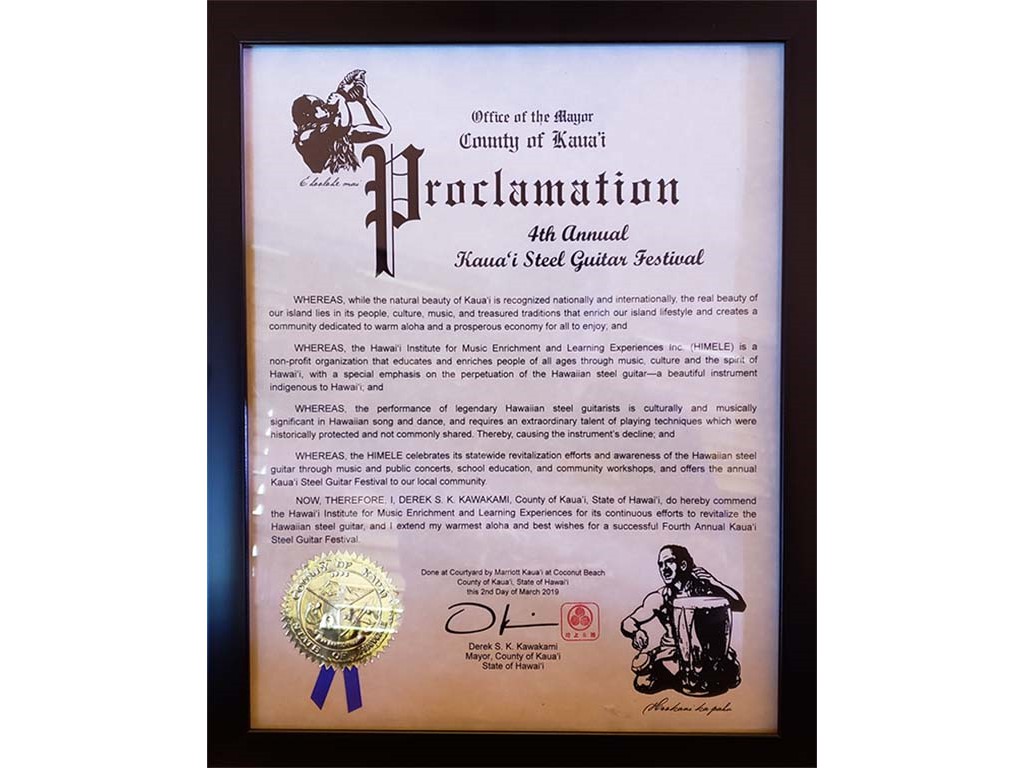 Office of the Mayor
County of Kaua'i
Proclamation
4th Annual
Kaua'i Steel Guitar Festival
WHEREAS, while the natural beauty of Kaua'i is recognized nationally and internationally, the real beauty of
our island lies in its people, culture, music, and treasured traditions that enrich our island lifestyle and creates a
community dedicated to warm aloha and a prosperous economy for all to enjoy; and
WHEREAS, the Hawai'i Institute for Music Enrichment and Learning Experiences Inc. (HIMELE) is a
non-profit organization that educates and enriches people of all ages through music, culture and the spirit of
Hawai'i, with a special emphasis on the perpetuation of the Hawaiian steel guitar—a beautiful instrument
indigenous to Hawai'i; and
WHEREAS, the performance of legendary Hawaiian steel guitarists is culturally and musically
significant in Hawaiian song and dance, and requires an extraordinary talent of playing techniques which were
historically protected and not commonly shared. Thereby, causing the instrument's decline; and
WHEREAS, the HIMELE celebrates its statewide revitalization efforts and awareness of the Hawaiian steel
guitar through music and public concerts, school education, and community workshops, and offers the annual
Kaua'i Steel Guitar Festival to our local community.
NOW, THEREFORE, I, DEREK S. K. KAWAKAMI, County of Kaua'i, State of Hawai'i, do hereby commend
the Hawai'i Institute for Music Enrichment and Learning Experiences for its continuous efforts to revitalize the
Hawaiian steel guitar, and I extend my warmest aloha and best wishes for a successful Fourth Annual Kaua'i
Steel Guitar Festival.
COUNTY OF KAUAI
STATE OF
Done at Courtyard by Marriott Kaua'i at Coconut Beach
County of Kaua'i, State of Hawai'i
this 2nd Day of March 2019
Derek S. K. Kawakami
Mayor, County of Kaua'i
State of Hawai'i
Hookani ka pahu